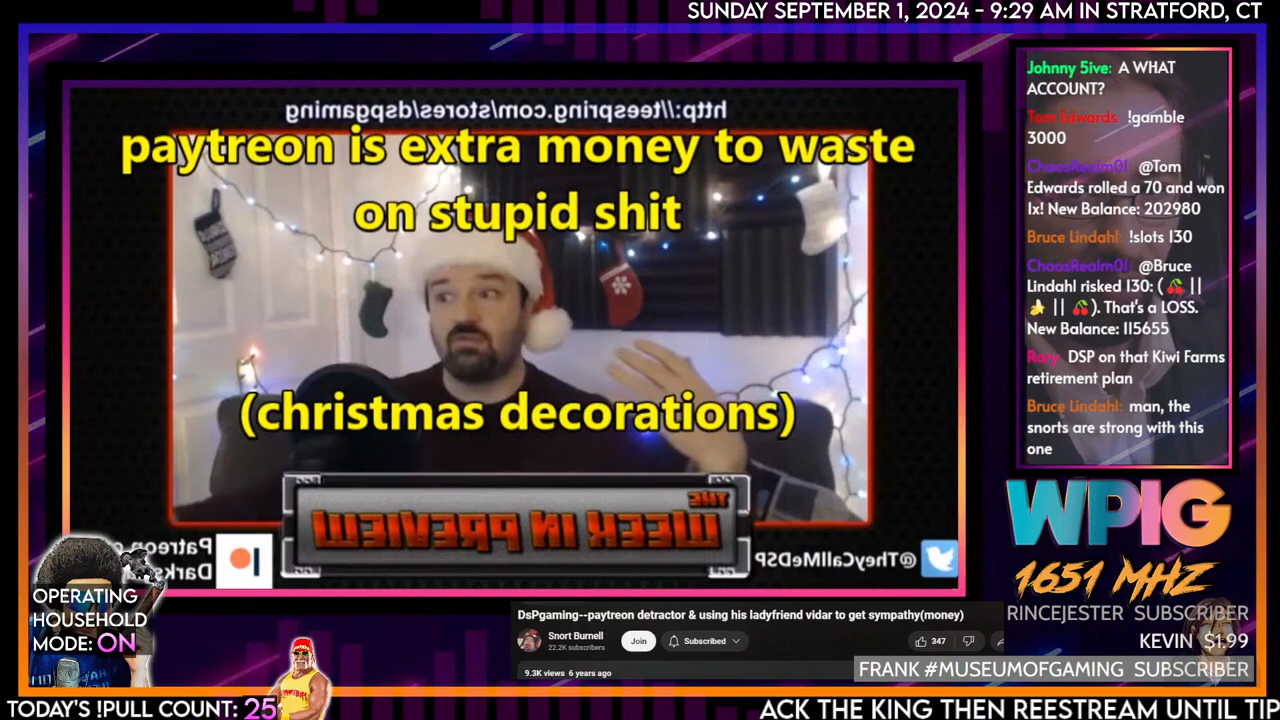 SUNDAY SEPTEMBER 1, 2024 - 9:29 AM IN STRATFORD, CT
http://teespring.com/stores/dspgaming
paytreon is extra money to waste
on stupid shit
(christmas decorations)
THE
WEEK IN PREVIEW
@TheyCallMeDSP
Patreon
Darks
Johnny 5ive: A WHAT
ACCOUNT?
Tom Edwards: !gamble
3000
ChaosRealm01: @Tom
Edwards rolled a 70 and won
1x! New Balance: 202980
Bruce Lindahl: !slots 130
ChaosRealm01: @Bruce
Lindahl risked 130: (🍒 ||
🍌 || 🍒). That's a LOSS.
New Balance: 115655
Rory: DSP on that Kiwi Farms
retirement plan
Bruce Lindahl: man, the
snorts are strong with this
one
WPIG
1651 MHZ
RINCEJESTER SUBSCRIBER
KEVIN $1.99
FRANK #MUSEUMOFGAMING SUBSCRIBER
OPERATING
HOUSEHOLD
MODE: ON
DsPgaming--paytreon detractor & using his ladyfriend vidar to get sympathy(money)
Snort Burnell
22.2K subscribers
Join
Subscribed
347
9.3K views 6 years ago
TODAY'S !PULL COUNT: 25
ACK THE KING THEN REESTREAM UNTIL TIP